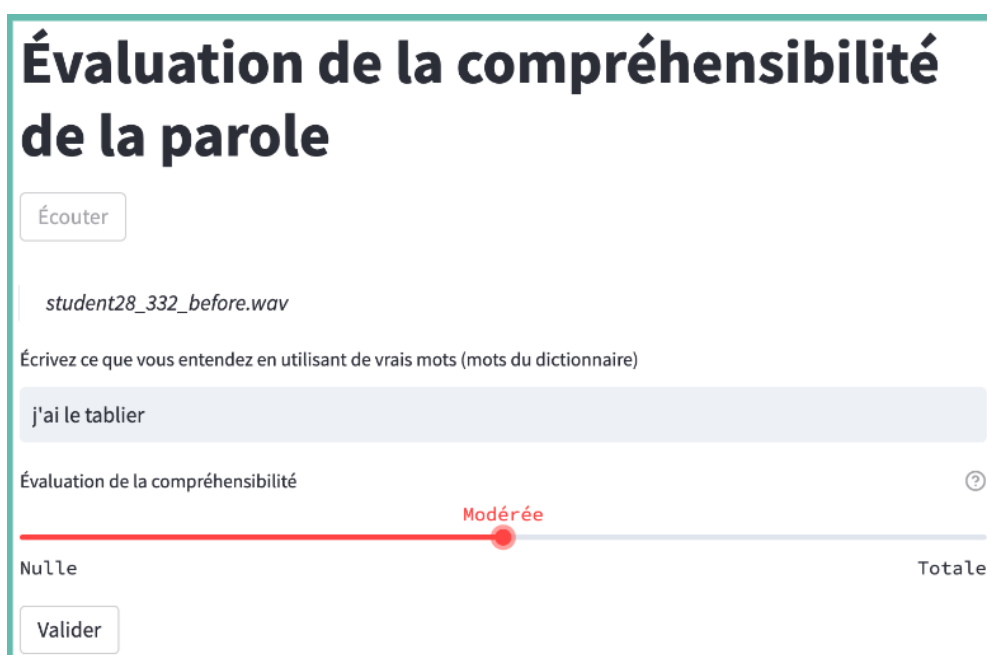 Évaluation de la compréhensibilité
de la parole
Écouter
student28_332_before.wav
Écrivez ce que vous entendez en utilisant de vrais mots (mots du dictionnaire)
j'ai le tablier
Évaluation de la compréhensibilité ?
Modérée
Nulle Totale
Valider